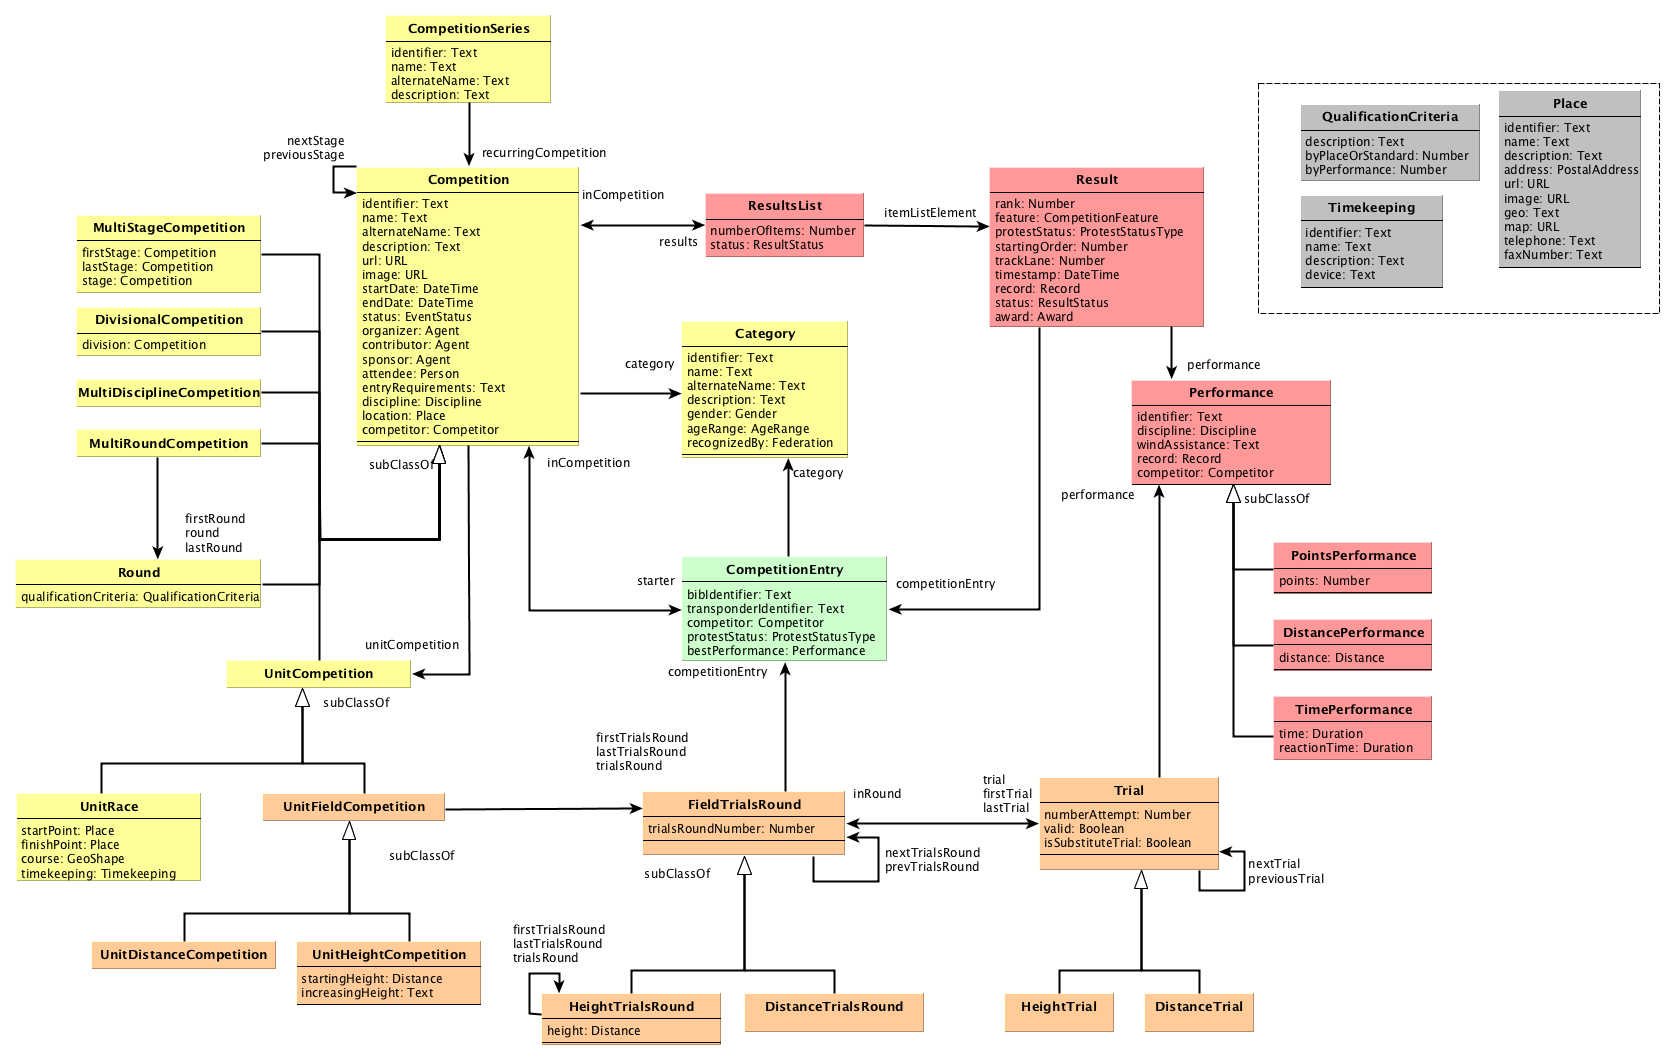 CompetitionSeries
identifier: Text
name: Text
alternateName: Text
description: Text
nextStage
previousStage
recurringCompetition
Competition
identifier: Text
name: Text
alternateName: Text
description: Text
url: URL
image: URL
startDate: DateTime
endDate: DateTime
status: EventStatus
organizer: Agent
contributor: Agent
sponsor: Agent
attendee: Person
entryRequirements: Text
discipline: Discipline
location: Place
competitor: Competitor
inCompetition
results
ResultsList
numberOfItems: Number
status: ResultStatus
itemListElement
Result
rank: Number
feature: CompetitionFeature
protestStatus: ProtestStatusType
startingOrder: Number
trackLane: Number
timestamp: DateTime
record: Record
status: ResultStatus
award: Award
QualificationCriteria
description: Text
byPlaceOrStandard: Number
byPerformance: Number
Timekeeping
identifier: Text
name: Text
description: Text
device: Text
Place
identifier: Text
name: Text
description: Text
address: PostalAddress
url: URL
image: URL
geo: Text
map: URL
telephone: Text
faxNumber: Text
MultiStageCompetition
firstStage: Competition
lastStage: Competition
stage: Competition
DivisionalCompetition
division: Competition
MultiDisciplineCompetition
MultiRoundCompetition
firstRound
round
lastRound
Round
qualificationCriteria: QualificationCriteria
subClassOf
inCompetition
category
Category
identifier: Text
name: Text
alternateName: Text
description: Text
gender: Gender
ageRange: AgeRange
recognizedBy: Federation
category
performance
Performance
identifier: Text
discipline: Discipline
windAssistance: Text
record: Record
competitor: Competitor
performance
subClassOf
PointsPerformance
points: Number
DistancePerformance
distance: Distance
TimePerformance
time: Duration
reactionTime: Duration
starter
CompetitionEntry
bibIdentifier: Text
transponderIdentifier: Text
competitor: Competitor
protestStatus: ProtestStatusType
bestPerformance: Performance
competitionEntry
competitionEntry
unitCompetition
UnitCompetition
subClassOf
UnitRace
startPoint: Place
finishPoint: Place
course: GeoShape
timekeeping: Timekeeping
UnitFieldCompetition
subClassOf
UnitDistanceCompetition
UnitHeightCompetition
startingHeight: Distance
increasingHeight: Text
firstTrialsRound
lastTrialsRound
trialsRound
FieldTrialsRound
trialsRoundNumber: Number
inRound
nextTrialsRound
prevTrialsRound
subClassOf
trial
firstTrial
lastTrial
Trial
numberAttempt: Number
valid: Boolean
isSubstituteTrial: Boolean
nextTrial
previousTrial
firstTrialsRound
lastTrialsRound
trialsRound
HeightTrialsRound
height: Distance
DistanceTrialsRound
HeightTrial
DistanceTrial